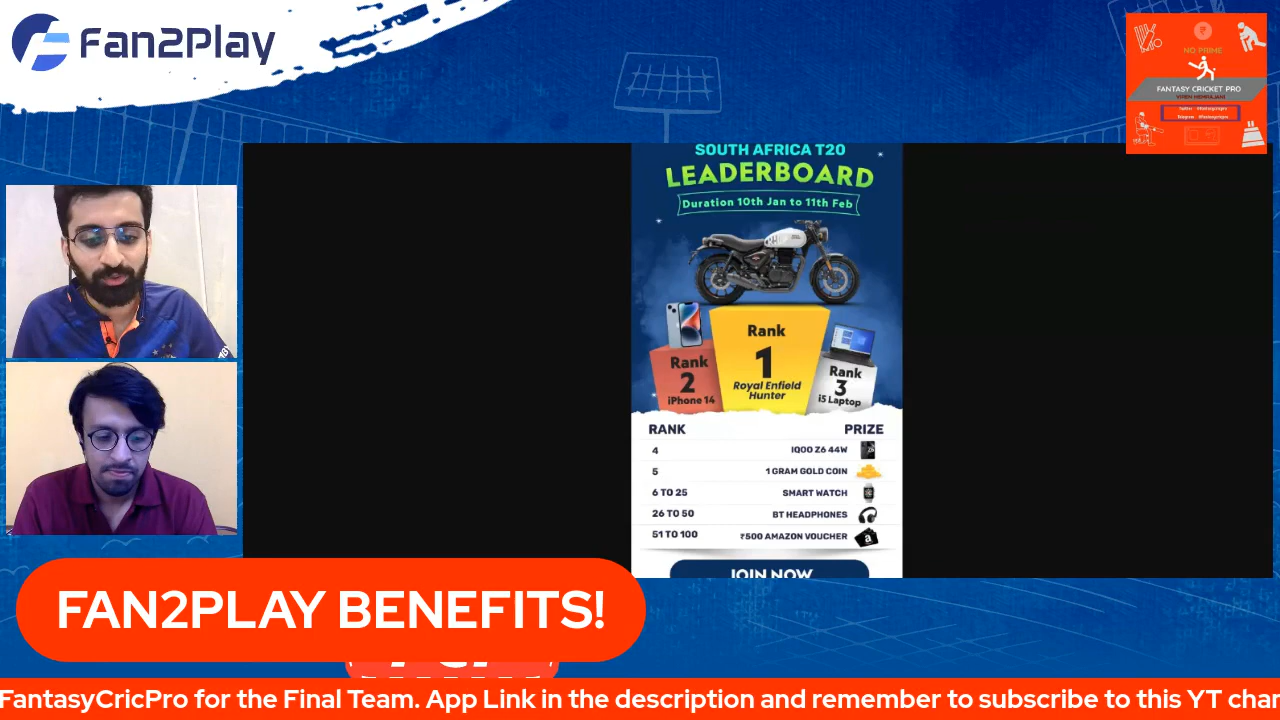 Fan2Play
NO PRIME
FANTASY CRICKET PRO
VIREN HEMRAJANI
SOUTH AFRICA T20
LEADERBOARD
Duration 10th Jan to 11th Feb
Rank
1
Royal Enfield
Hunter
Rank
2
iPhone 14
Rank
3
i5 Laptop
RANK PRIZE
4 IQOO Z6 44W
5 1 GRAM GOLD COIN
6 TO 25 SMART WATCH
26 TO 50 BT HEADPHONES
51 TO 100 ₹500 AMAZON VOUCHER
JOIN NOW
FAN2PLAY BENEFITS!
FantasyCricPro for the Final Team. App Link in the description and remember to subscribe to this YT chan